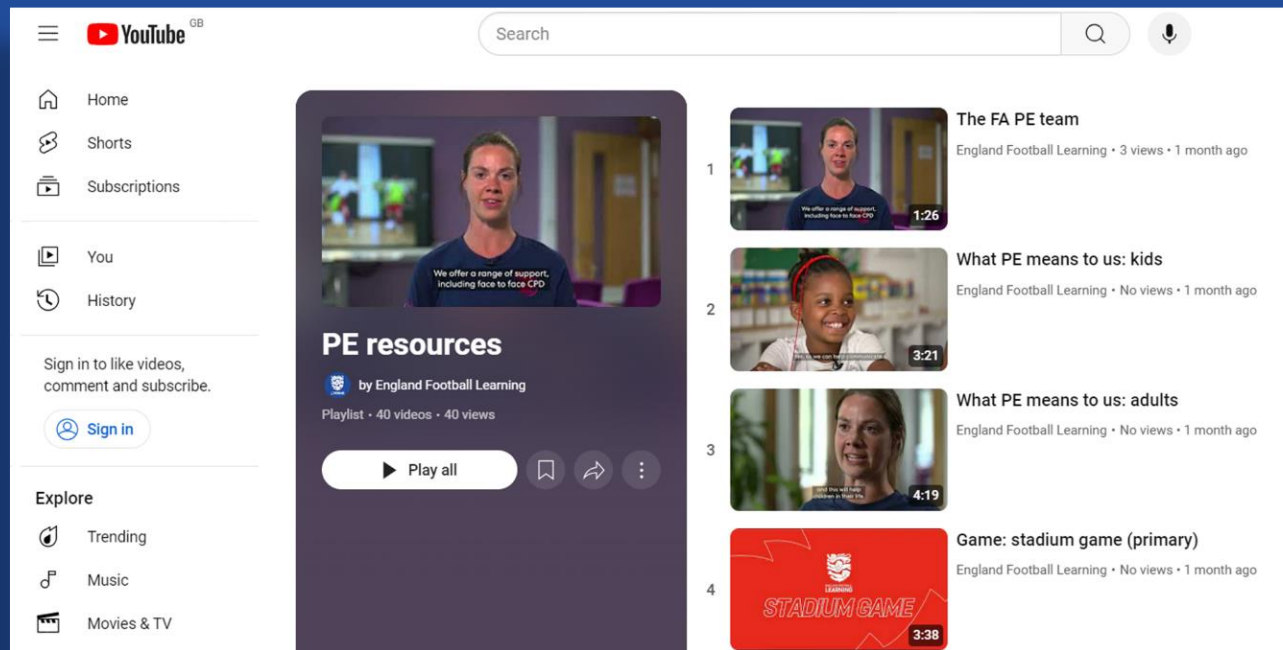 YouTube GB
Search
Home
Shorts
Subscriptions
You
History
Sign in to like videos,
comment and subscribe.
Sign in
Explore
Trending
Music
Movies & TV
We offer a range of support,
including face to face CPD
PE resources
by England Football Learning
Playlist • 40 videos • 40 views
Play all
1
We offer a range of support,
including face to face CPD
1:26
The FA PE team
England Football Learning • 3 views • 1 month ago
2
3:21
What PE means to us: kids
England Football Learning • No views • 1 month ago
3
and this will help
children in their life.
4:19
What PE means to us: adults
England Football Learning • No views • 1 month ago
4
LEARNING
STADIUM GAME
3:38
Game: stadium game (primary)
England Football Learning • No views • 1 month ago